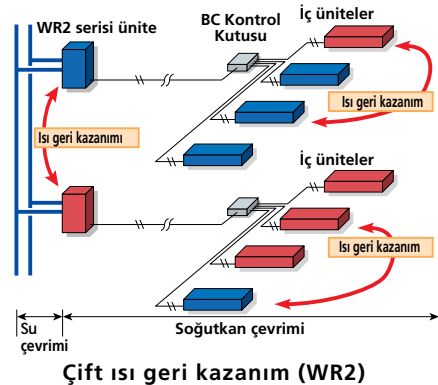 WR2 serisi ünite
BC Kontrol
Kutusu
İç üniteler
Isı geri kazanımı
Isı geri kazanım
İç üniteler
Isı geri kazanım
Su
çevrimi
Soğutkan çevrimi
Çift ısı geri kazanım (WR2)